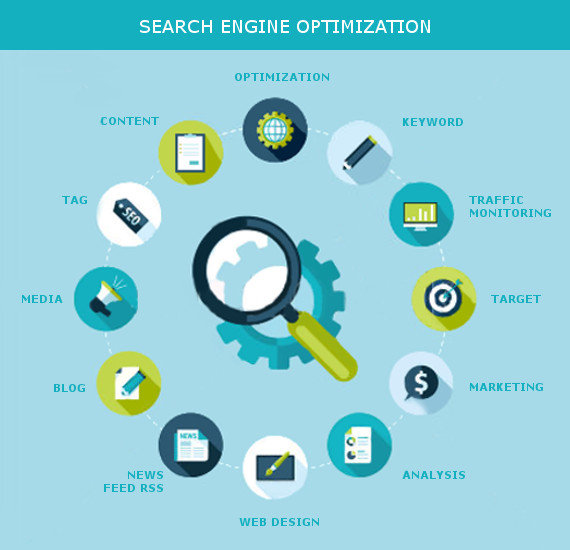 SEARCH ENGINE OPTIMIZATION
OPTIMIZATION
CONTENT
KEYWORD
TAG
SEO
TRAFFIC
MONITORING
MEDIA
TARGET
BLOG
$
MARKETING
NEWS
NEWS
FEED RSS
ANALYSIS
WEB DESIGN